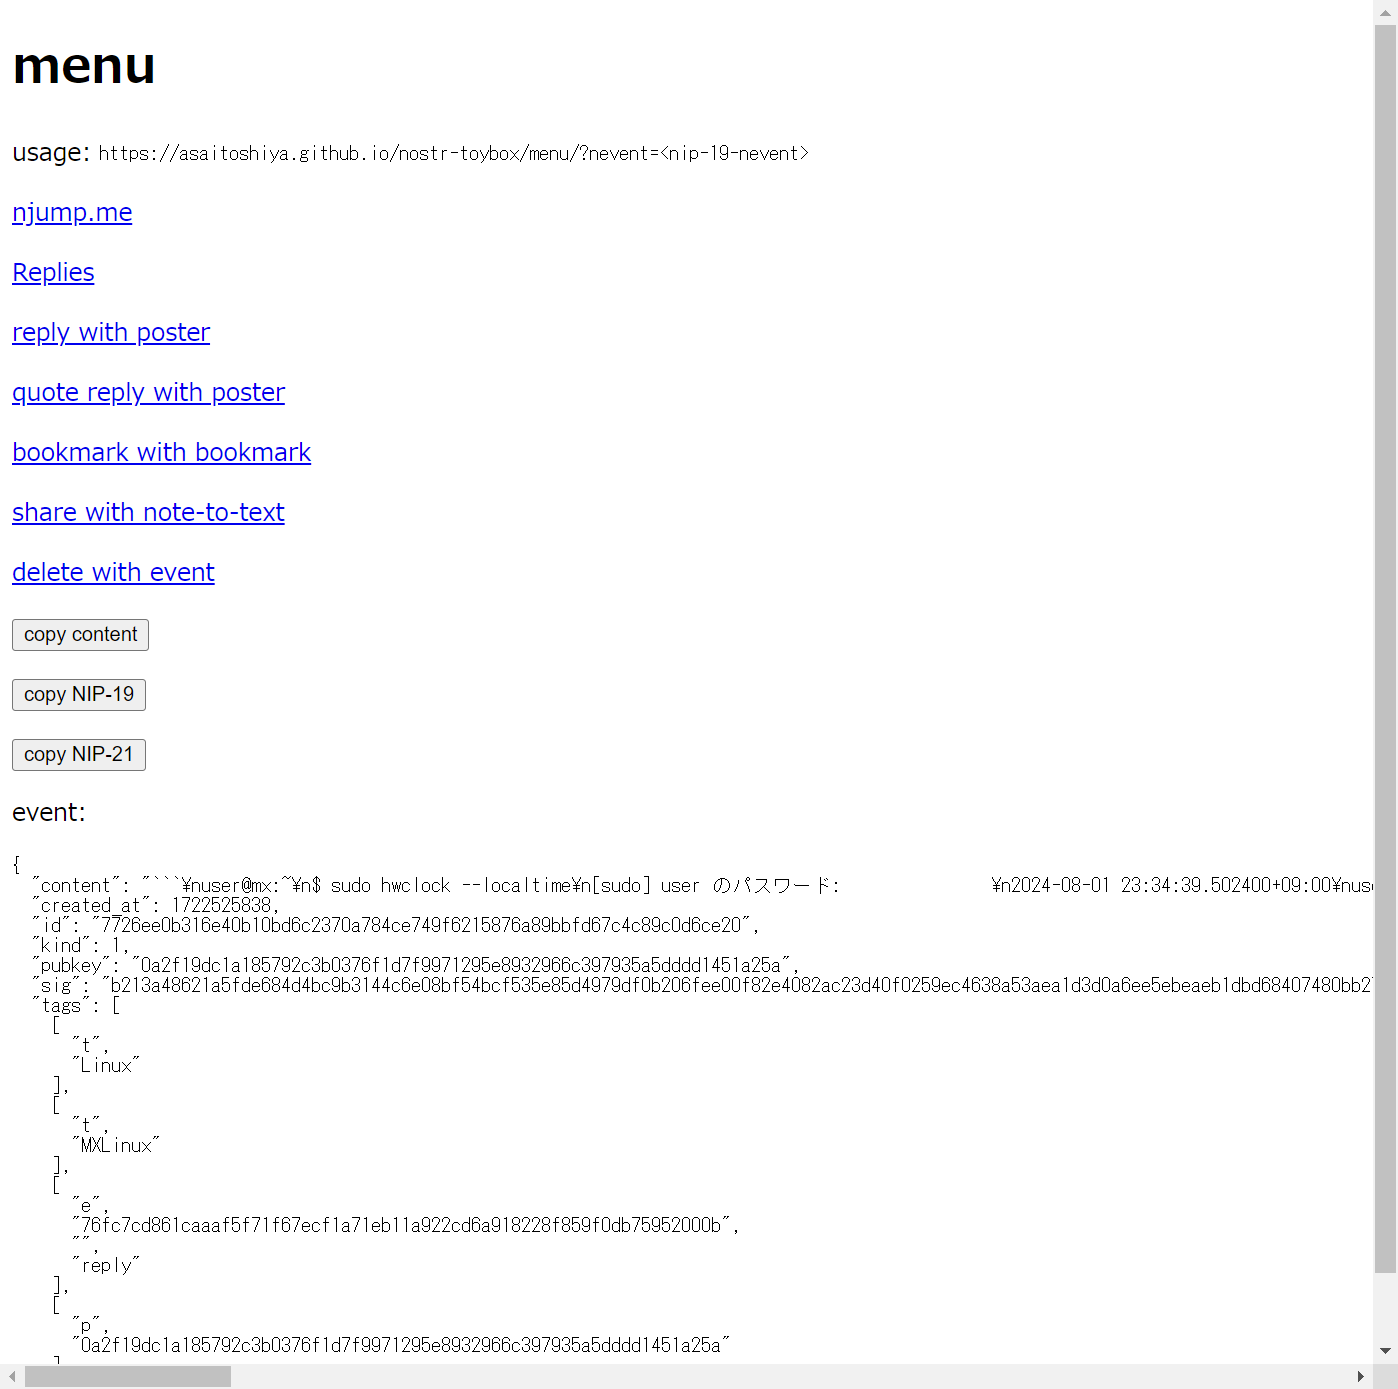 menu
usage: https://asaitoshiya.github.io/nostr-toybox/menu/?nevent=<nip-19-nevent>
njump.me
Replies
reply with poster
quote reply with poster
bookmark with bookmark
share with note-to-text
delete with event
copy content
copy NIP-19
copy NIP-21
event:
{
  "content": "```¥nuser@mx:~¥n$ sudo hwclock --localtime¥n[sudo] user のパスワード:               ¥n2024-08-01 23:34:39.502400+09:00¥nus
  "created_at": 1722525838,
  "id": "7726ee0b316e40b10bd6c2370a784ce749f6215876a89bbfd67c4c89c0d6ce20",
  "kind": 1,
  "pubkey": "0a2f19dc1a185792c3b0376f1d7f9971295e8932966c397935a5dddd1451a25a",
  "sig": "b213a48621a5fde684d4bc9b3144c6e08bf54bcf535e85d4979df0b206fee00f82e4082ac23d40f0259ec4638a53aea1d3d0a6ee5ebeaeb1dbd68407480bb2
  "tags": [
    [
      "t",
      "Linux"
    ],
    [
      "t",
      "MXLinux"
    ],
    [
      "e",
      "76fc7cd861caaaf5f71f67ecf1a71eb11a922cd6a918228f859f0db75952000b",
      "",
      "reply"
    ],
    [
      "p",
      "0a2f19dc1a185792c3b0376f1d7f9971295e8932966c397935a5dddd1451a25a"
    ]